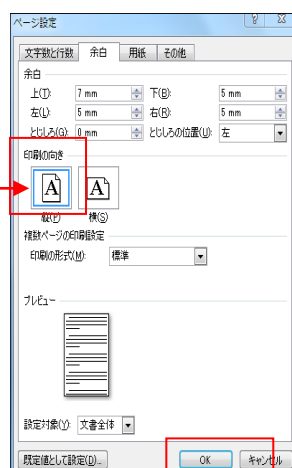 ページ設定
文字数と行数 余白 用紙 その他
余白
上(T): 7 mm 下(B): 5 mm
左(L): 5 mm 右(R): 5 mm
とじしろ(G): 0 mm とじしろの位置(U): 左
印刷の向き
A A
縦(P) 横(S)
複数ページの印刷設定
印刷の形式(M): 標準
プレビュー
設定対象(Y): 文書全体
既定値として設定(D)... OK キャンセル